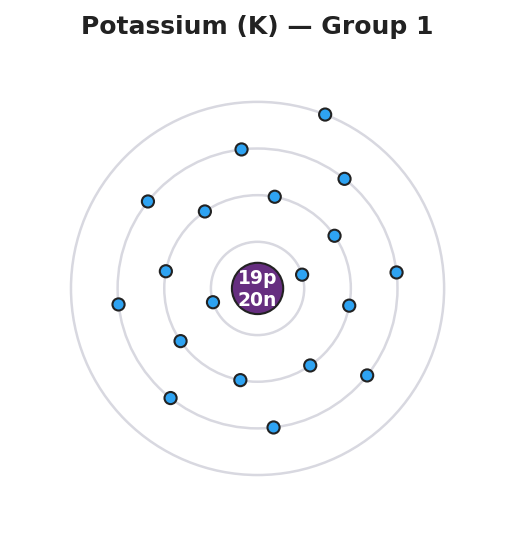 Potassium (K) — Group 1
19p
20n